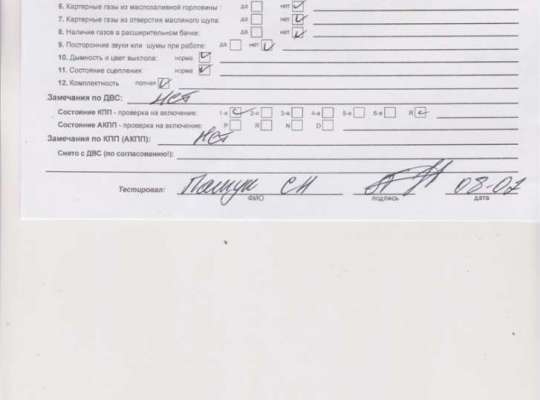 6. Картерные газы из маслозаливной горловины: да нет
7. Картерные газы из отверстия масляного щупа: да нет
8. Наличие газов в расширительном бачке: да нет
9. Посторонние звуки или шумы при работе: да нет
10. Дымность и цвет выхлопа: норма
11. Состояние сцепления: норма
12. Комплектность полная
Замечания по ДВС: нет
Состояние КПП - проверка на включение: 1-я 2-я 3-я 4-я 5-я 6-я R
Состояние АКПП - проверка на включение: P R N D
Замечания по КПП (АКПП): нет
Снято с ДВС (по согласованию!):
Тестировал: СН 08-07
ФИО подпись дата